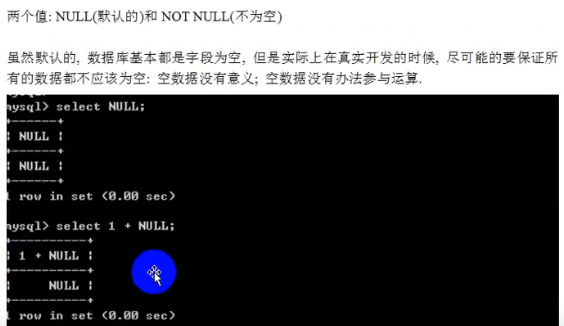 两个值: NULL(默认的)和 NOT NULL(不为空)
虽然默认的, 数据库基本都是字段为空, 但是实际上在真实开发的时候, 尽可能的要保证所
有的数据都不应该为空: 空数据没有意义; 空数据没有办法参与运算.
mysql> select NULL;
+------+
| NULL |
+------+
| NULL |
+------+
1 row in set (0.00 sec)
mysql> select 1 + NULL;
+----------+
| 1 + NULL |
+----------+
|     NULL |
+----------+
1 row in set (0.00 sec)